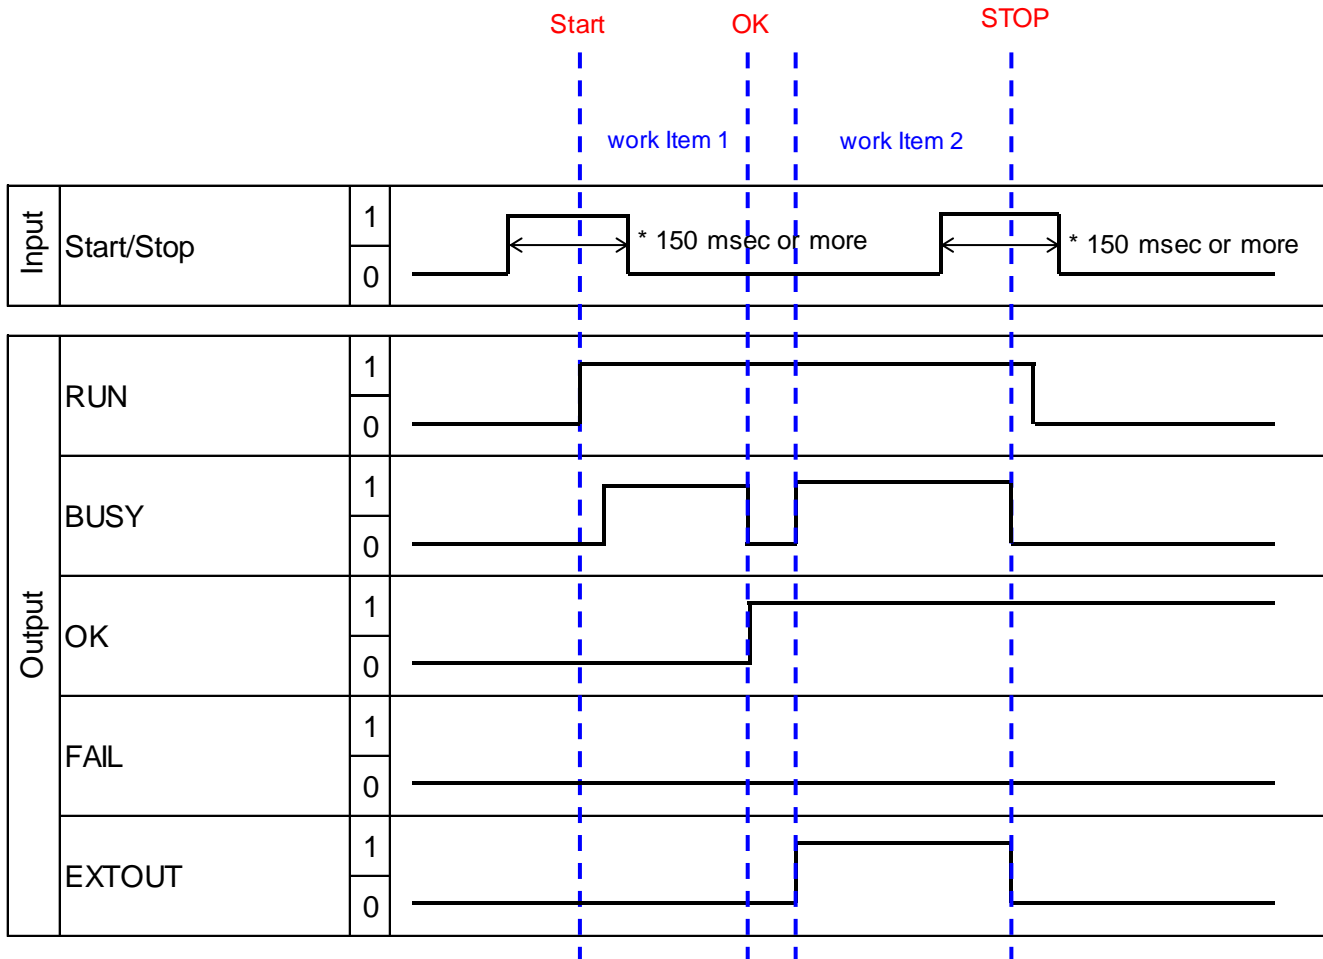 Start OK STOP
work Item 1 work Item 2
Input
Start/Stop
1
0
* 150 msec or more * 150 msec or more
Output
RUN
1
0
BUSY
1
0
OK
1
0
FAIL
1
0
EXTOUT
1
0